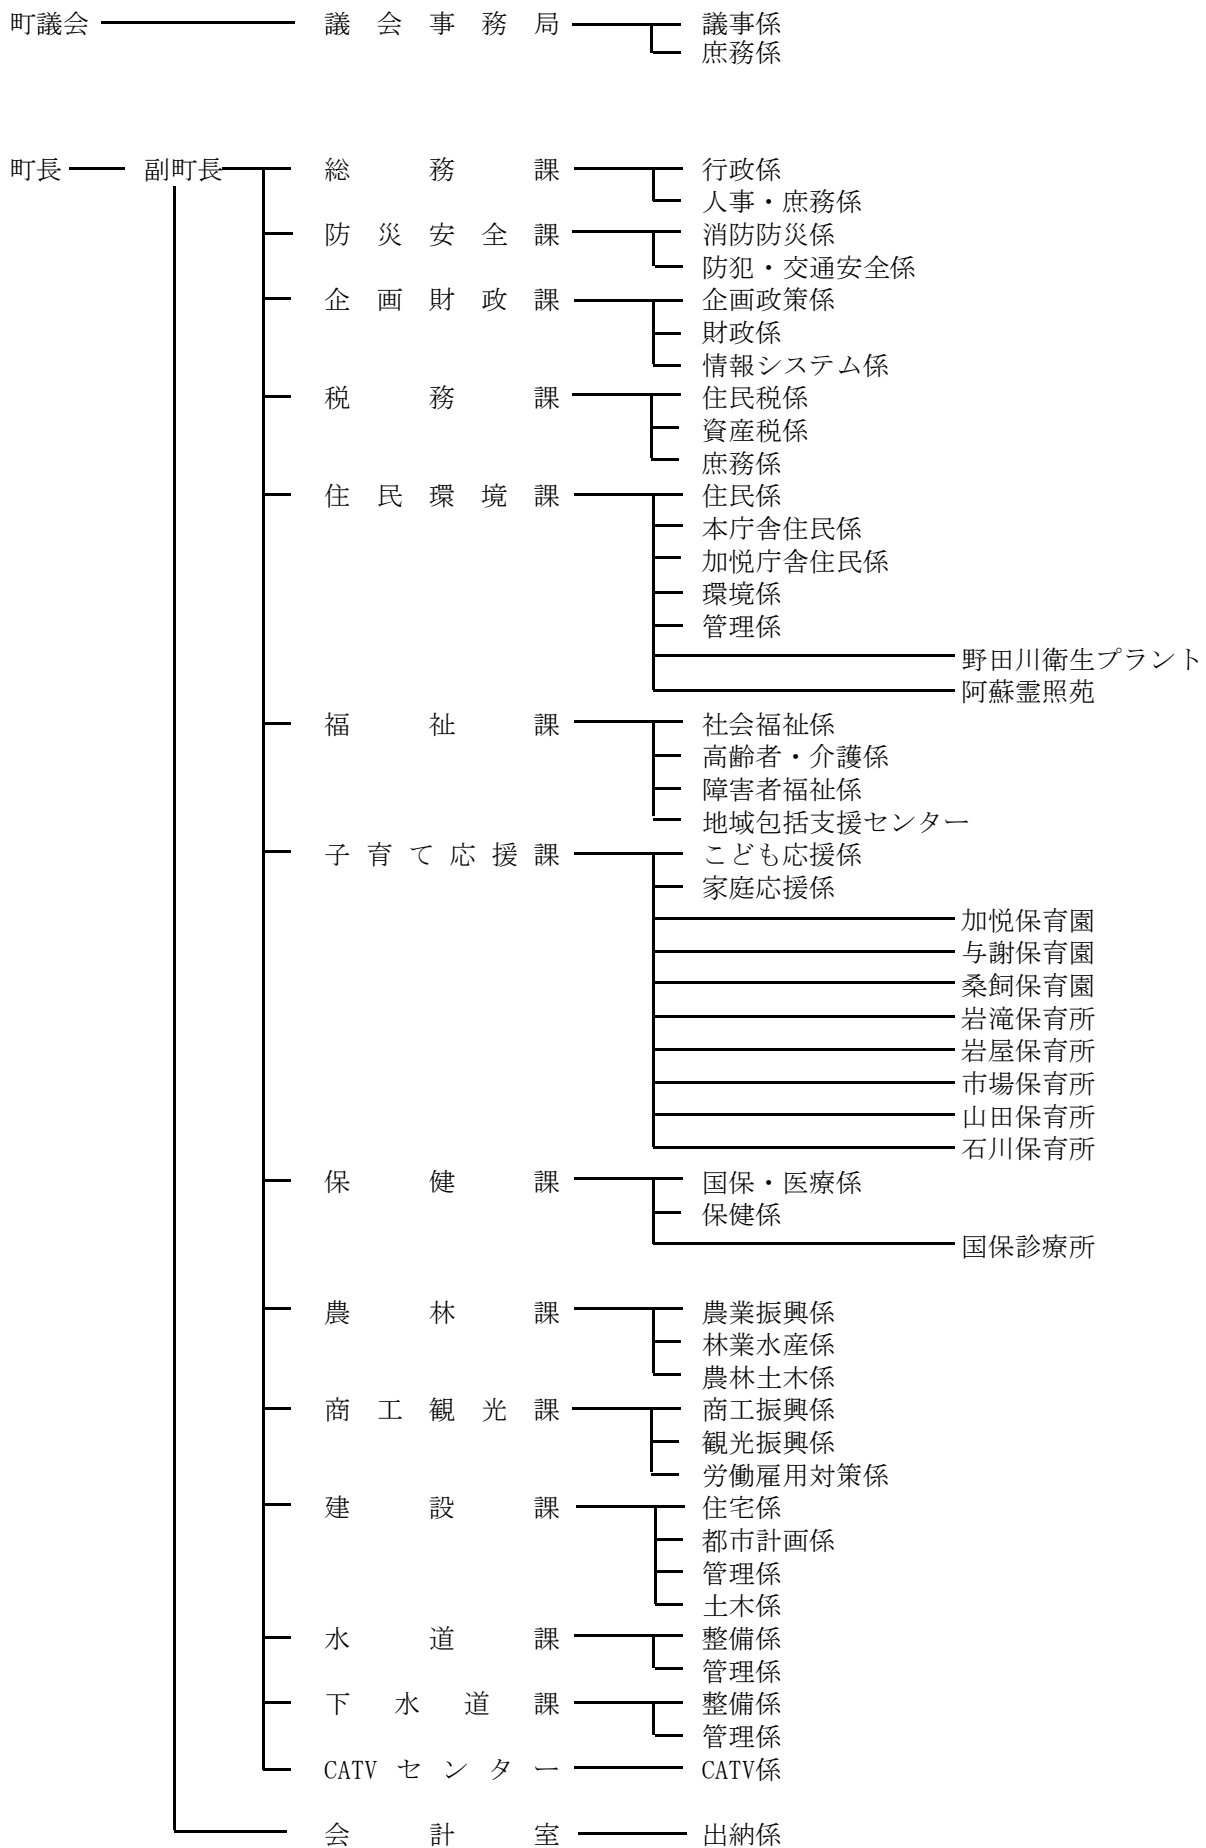 町議会 議会事務局 議事係
庶務係
町長 副町長 総務課 行政係
人事・庶務係
防災安全課 消防防災係
防犯・交通安全係
企画財政課 企画政策係
財政係
情報システム係
税務課 住民税係
資産税係
庶務係
住民環境課 住民係
本庁舎住民係
加悦庁舎住民係
環境係
管理係
野田川衛生プラント
阿蘇霊照苑
福祉課 社会福祉係
高齢者・介護係
障害者福祉係
地域包括支援センター
子育て応援課 こども応援係
家庭応援係
加悦保育園
与謝保育園
桑飼保育園
岩滝保育所
岩屋保育所
市場保育所
山田保育所
石川保育所
保健課 国保・医療係
保健係
国保診療所
農林課 農業振興係
林業水産係
農林土木係
商工観光課 商工振興係
観光振興係
労働雇用対策係
建設課 住宅係
都市計画係
管理係
土木係
水道課 整備係
管理係
下水道課 整備係
管理係
CATVセンター CATV係
会計室 出納係